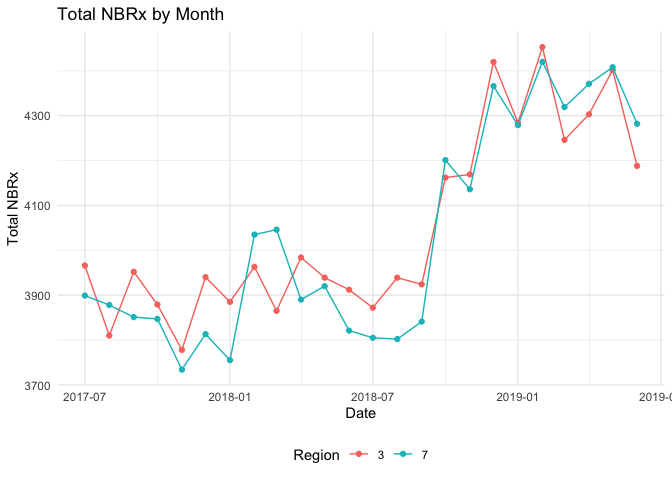 Total NBRx by Month
Total NBRx
4300
4100
3900
3700
2017-07 2018-01 2018-07 2019-01 2019-0
Date
Region 3 7